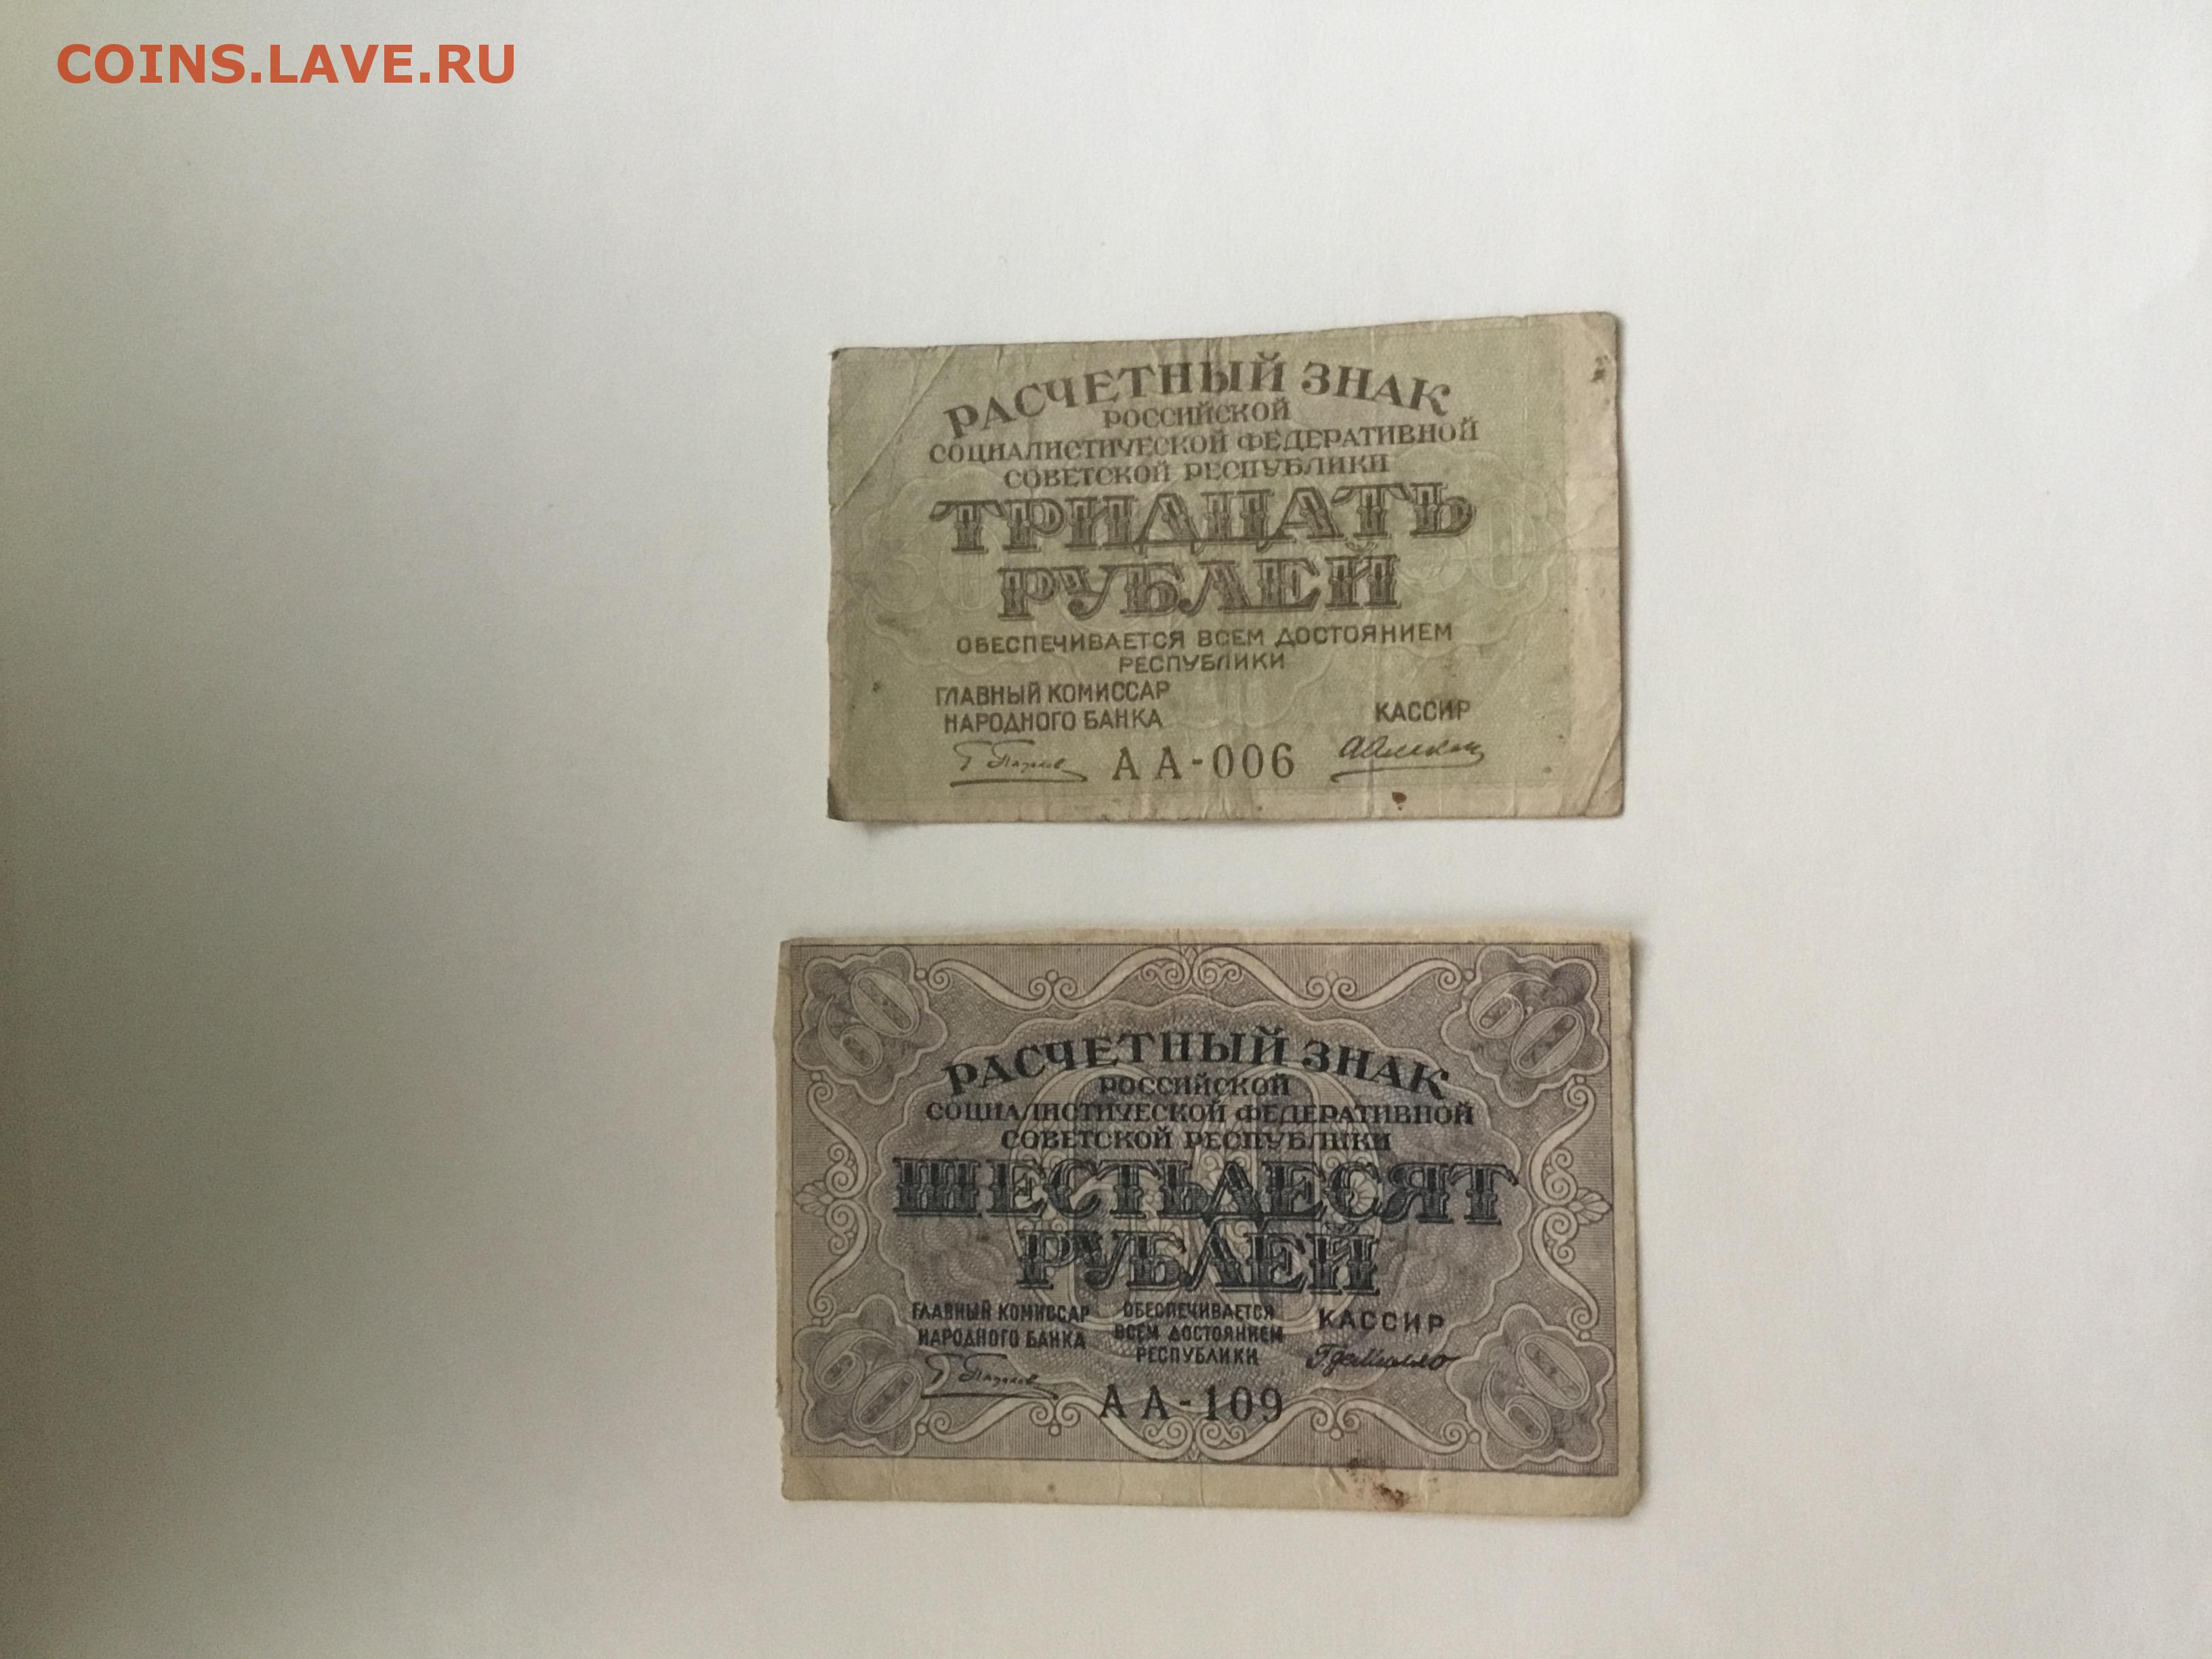 COINS.LAVE.RU
РАСЧЕТНЫЙ ЗНАК
РОССИЙСКОЙ
СОЦИАЛИСТИЧЕСКОЙ ФЕДЕРАТИВНОЙ
СОВЕТСКОЙ РЕСПУБЛИКИ
ТРИДЦАТЬ
РУБЛЕЙ
ОБЕСПЕЧИВАЕТСЯ ВСЕМ ДОСТОЯНИЕМ
РЕСПУБЛИКИ
ГЛАВНЫЙ КОМИССАР
НАРОДНОГО БАНКА
КАССИР
АА-006
60 60
РАСЧЕТНЫЙ ЗНАК
РОССИЙСКОЙ
СОЦИАЛИСТИЧЕСКОЙ ФЕДЕРАТИВНОЙ
СОВЕТСКОЙ РЕСПУБЛИКИ
60
ШЕСТЬДЕСЯТ
РУБЛЕЙ
ГЛАВНЫЙ КОМИССАР
НАРОДНОГО БАНКА
ОБЕСПЕЧИВАЕТСЯ
ВСЕМ ДОСТОЯНИЕМ
РЕСПУБЛИКИ
КАССИР
АА-109
60 60